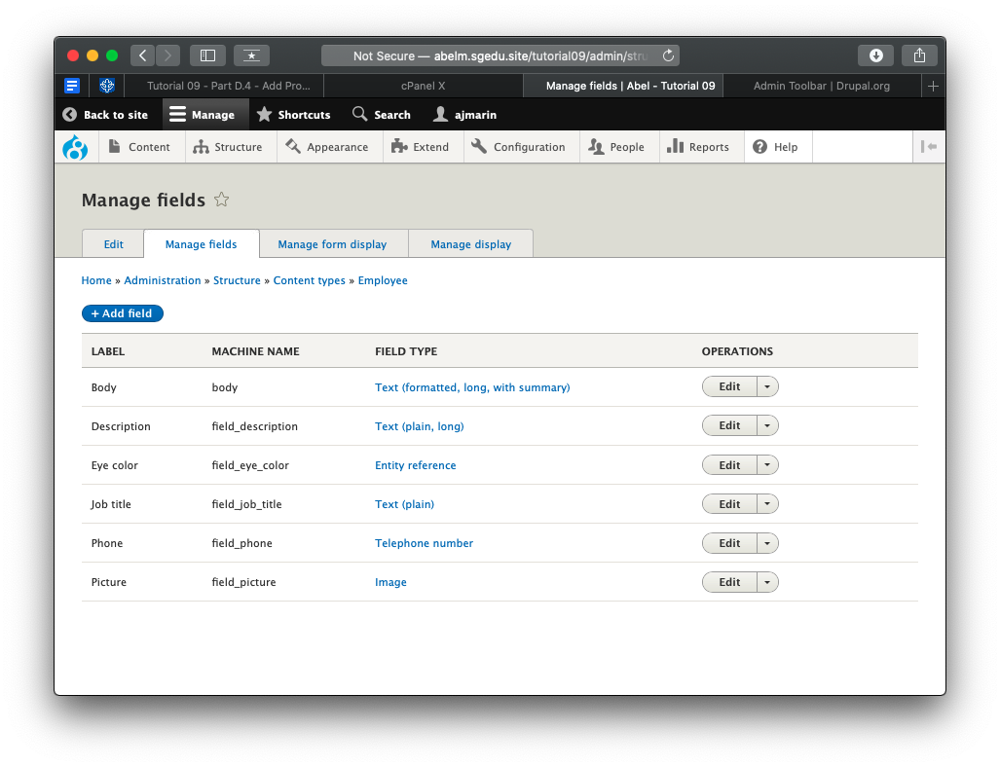 Not Secure — abelm.sgedu.site/tutorial09/admin/stru
Tutorial 09 - Part D.4 - Add Pro... cPanel X Manage fields | Abel - Tutorial 09 Admin Toolbar | Drupal.org
Back to site Manage Shortcuts Search ajmarin
Content Structure Appearance Extend Configuration People Reports Help
Manage fields
Edit Manage fields Manage form display Manage display
Home » Administration » Structure » Content types » Employee
+ Add field
LABEL MACHINE NAME FIELD TYPE OPERATIONS
Body body Text (formatted, long, with summary) Edit
Description field_description Text (plain, long) Edit
Eye color field_eye_color Entity reference Edit
Job title field_job_title Text (plain) Edit
Phone field_phone Telephone number Edit
Picture field_picture Image Edit